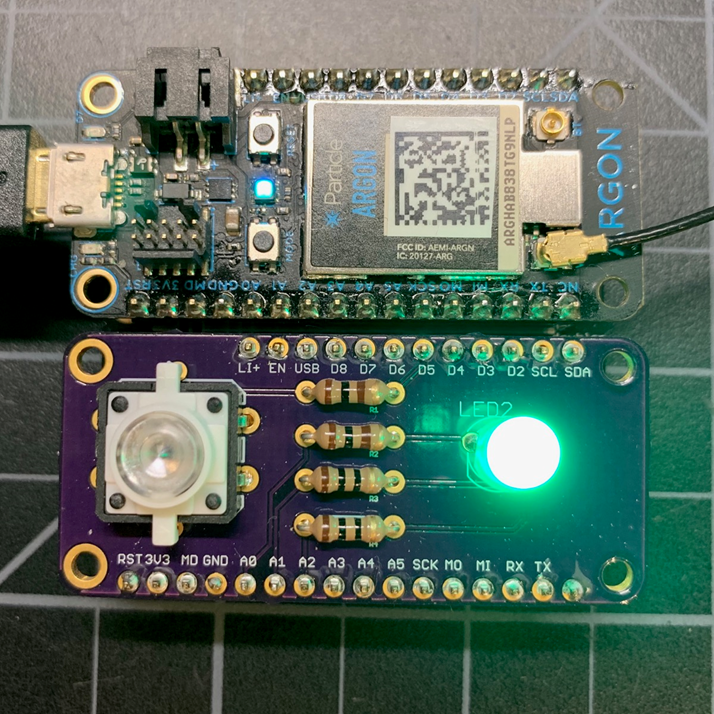 SCL SDA
Particle
ARGON
ARGHAB838TG9NLP
FCC ID: AEMI-ARGN
IC: 20127-ARG
RGON
RST 3V3 MD GND A0 A1 A2 A3 A4 A5 SCK MO MI RX TX NC
LI+ EN USB D8 D7 D6 D5 D4 D3 D2 SCL SDA
R1
LED2
R2
R3
RST 3V3 MD GND A0 A1 A2 A3 A4 A5 SCK MO MI RX TX